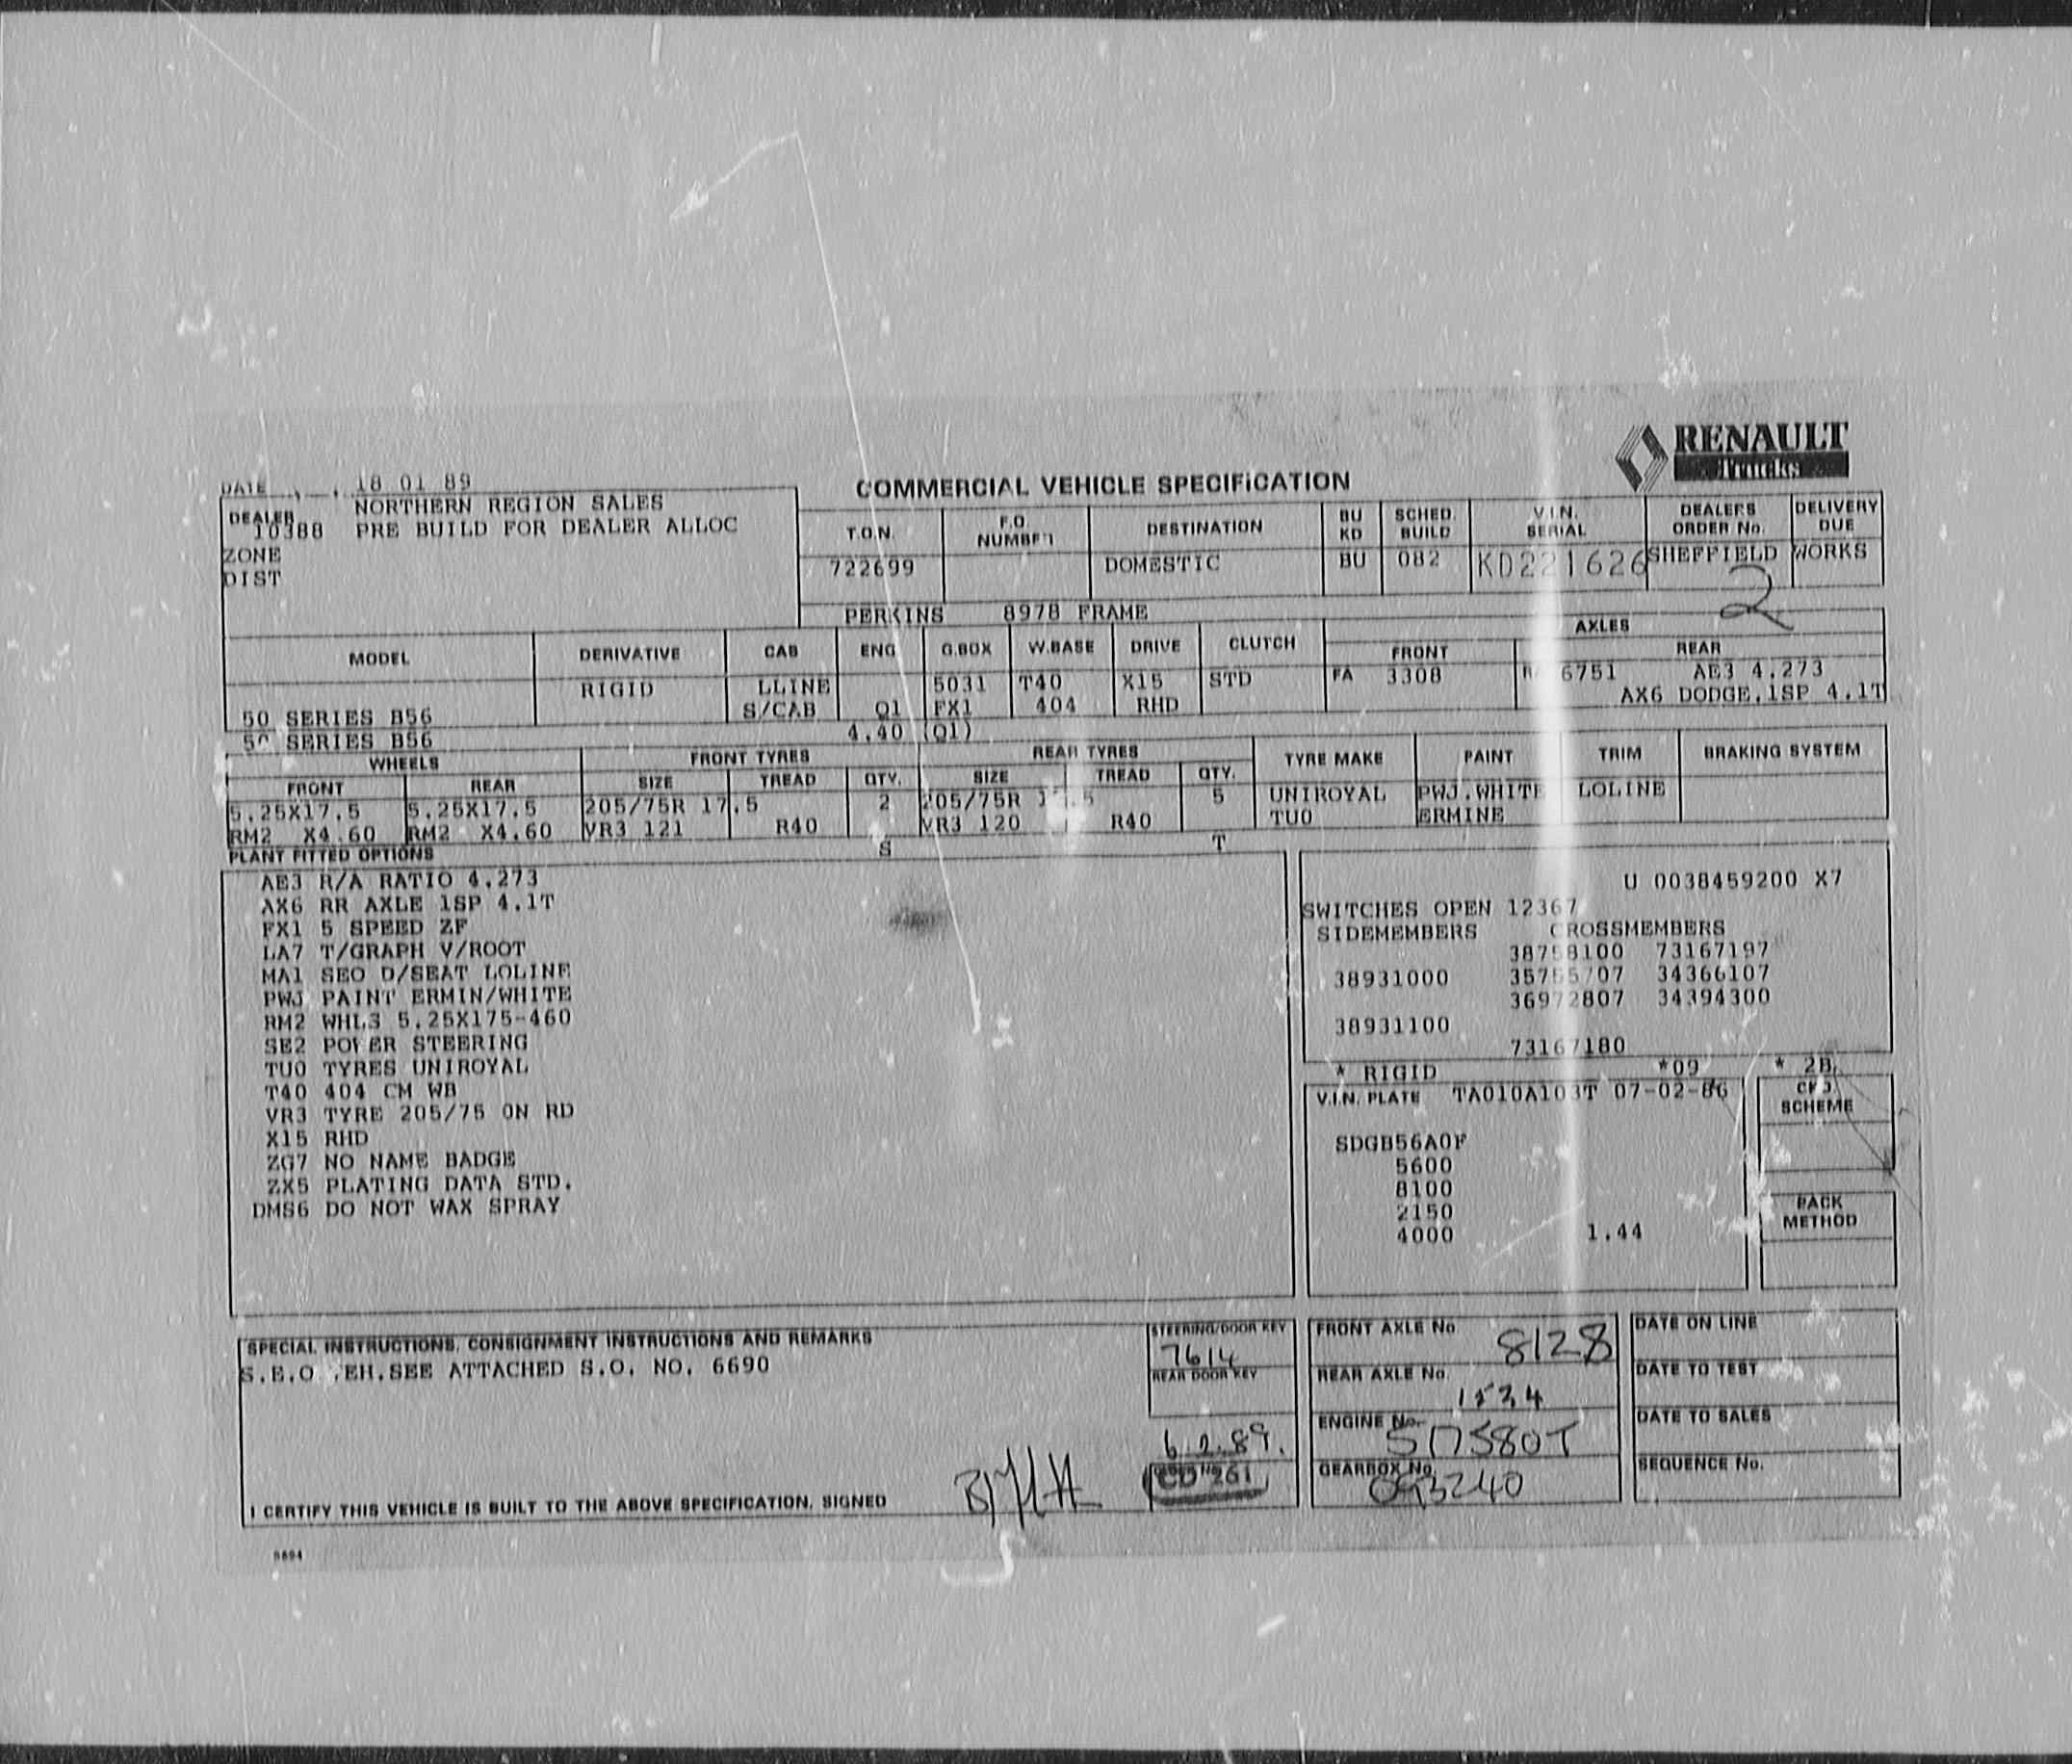 RENAULT
Trucks
COMMERCIAL VEHICLE SPECIFICATION
DATE 18 01 89
DEALER NORTHERN REGION SALES
10388 PRE BUILD FOR DEALER ALLOC
ZONE
DIST
T.O.N. F.O. NUMBER DESTINATION BU KD SCHED. BUILD V.I.N. SERIAL DEALERS ORDER No. DELIVERY DUE
722699 DOMESTIC BU 082 KD221626 SHEFFIELD WORKS
2
PERKINS 8978 FRAME
MODEL DERIVATIVE CAB ENG G.BOX W.BASE DRIVE CLUTCH AXLES
FRONT REAR
RIGID LLINE 5031 T40 X15 STD FA 3308 6751 AE3 4.273
50 SERIES B56 S/CAB Q1 FX1 404 RHD AX6 DODGE.1SP 4.1T
50 SERIES B56 4.40 (Q1)
WHEELS FRONT TYRES REAR TYRES TYRE MAKE PAINT TRIM BRAKING SYSTEM
FRONT REAR SIZE TREAD QTY. SIZE TREAD QTY.
5.25X17.5 5.25X17.5 205/75R 17.5 2 205/75R 17.5 5 UNIROYAL PWJ.WHITE LOLINE
RM2 X4.60 RM2 X4.60 VR3 121 R40 VR3 120 R40 TU0 ERMINE
S T
PLANT FITTED OPTIONS
AE3 R/A RATIO 4.273
AX6 RR AXLE 1SP 4.1T
FX1 5 SPEED ZF
LA7 T/GRAPH V/ROOT
MA1 SEO D/SEAT LOLINE
PWJ PAINT ERMIN/WHITE
RM2 WHLS 5.25X175-460
SE2 POWER STEERING
TU0 TYRES UNIROYAL
T40 404 CM WB
VR3 TYRE 205/75 ON RD
X15 RHD
ZG7 NO NAME BADGE
ZX5 PLATING DATA STD.
DMS6 DO NOT WAX SPRAY
U 0038459200 X7
SWITCHES OPEN 12367
SIDEMEMBERS CROSSMEMBERS
38758100 73167197
38931000 35755707 34366107
36972807 34394300
38931100
73167180
* RIGID *09 * 2B
V.I.N. PLATE TA010A103T 07-02-86
SCHEME
SDGB56A0F
5600
8100
2150
4000 1.44
PACK
METHOD
SPECIAL INSTRUCTIONS, CONSIGNMENT INSTRUCTIONS AND REMARKS
S.E.O .EH.SEE ATTACHED S.O. NO. 6690
STEERING/DOOR KEY
7614
REAR DOOR KEY
6.2.89.
CD 261
I CERTIFY THIS VEHICLE IS BUILT TO THE ABOVE SPECIFICATION. SIGNED
FRONT AXLE No 8128
REAR AXLE No 1534
ENGINE No.
GEARBOX No. 093240
DATE ON LINE
DATE TO TEST
DATE TO SALES
SEQUENCE No.